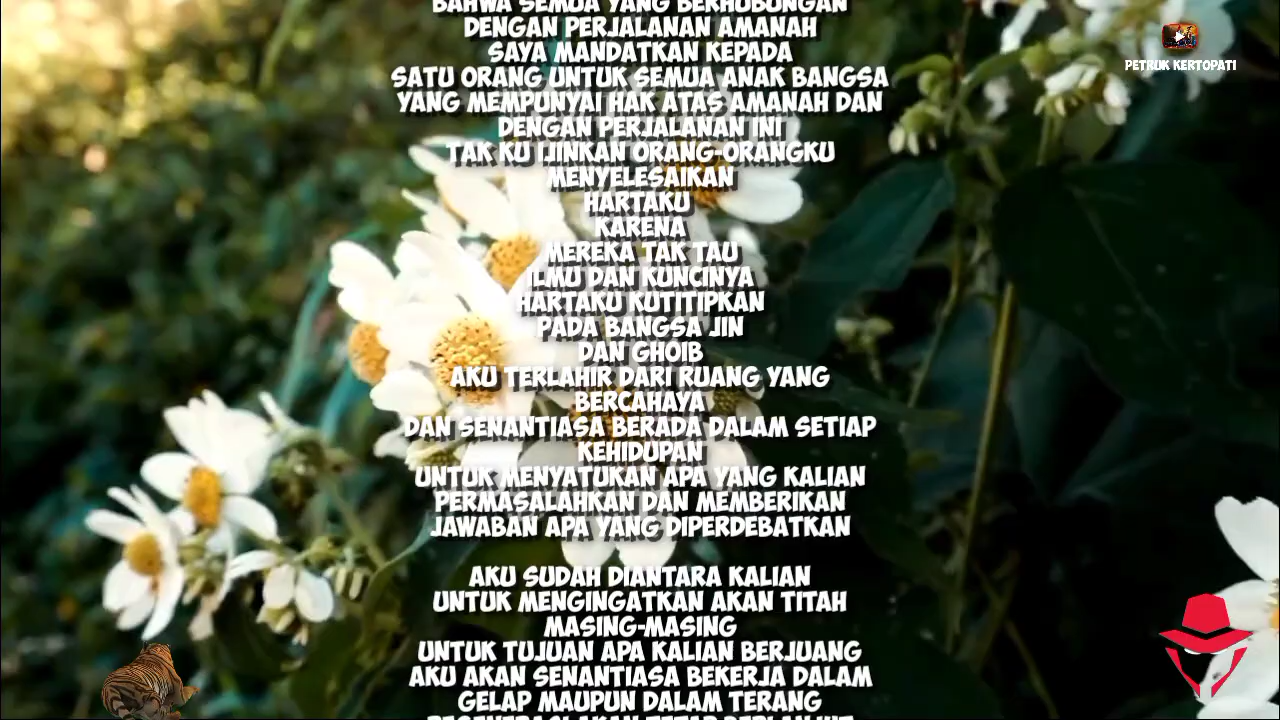 BAHWA SEMUA YANG BERHUBUNGAN
DENGAN PERJALANAN AMANAH
SAYA MANDATKAN KEPADA
SATU ORANG UNTUK SEMUA ANAK BANGSA
YANG MEMPUNYAI HAK ATAS AMANAH DAN
DENGAN PERJALANAN INI
TAK KU IJINKAN ORANG-ORANGKU
MENYELESAIKAN
HARTAKU
KARENA
MEREKA TAK TAU
ILMU DAN KUNCINYA
HARTAKU KUTITIPKAN
PADA BANGSA JIN
DAN GHOIB
AKU TERLAHIR DARI RUANG YANG
BERCAHAYA
DAN SENANTIASA BERADA DALAM SETIAP
KEHIDUPAN
UNTUK MENYATUKAN APA YANG KALIAN
PERMASALAHKAN DAN MEMBERIKAN
JAWABAN APA YANG DIPERDEBATKAN
AKU SUDAH DIANTARA KALIAN
UNTUK MENGINGATKAN AKAN TITAH
MASING-MASING
UNTUK TUJUAN APA KALIAN BERJUANG
AKU AKAN SENANTIASA BEKERJA DALAM
GELAP MAUPUN DALAM TERANG
PETRUK KERTOPATI